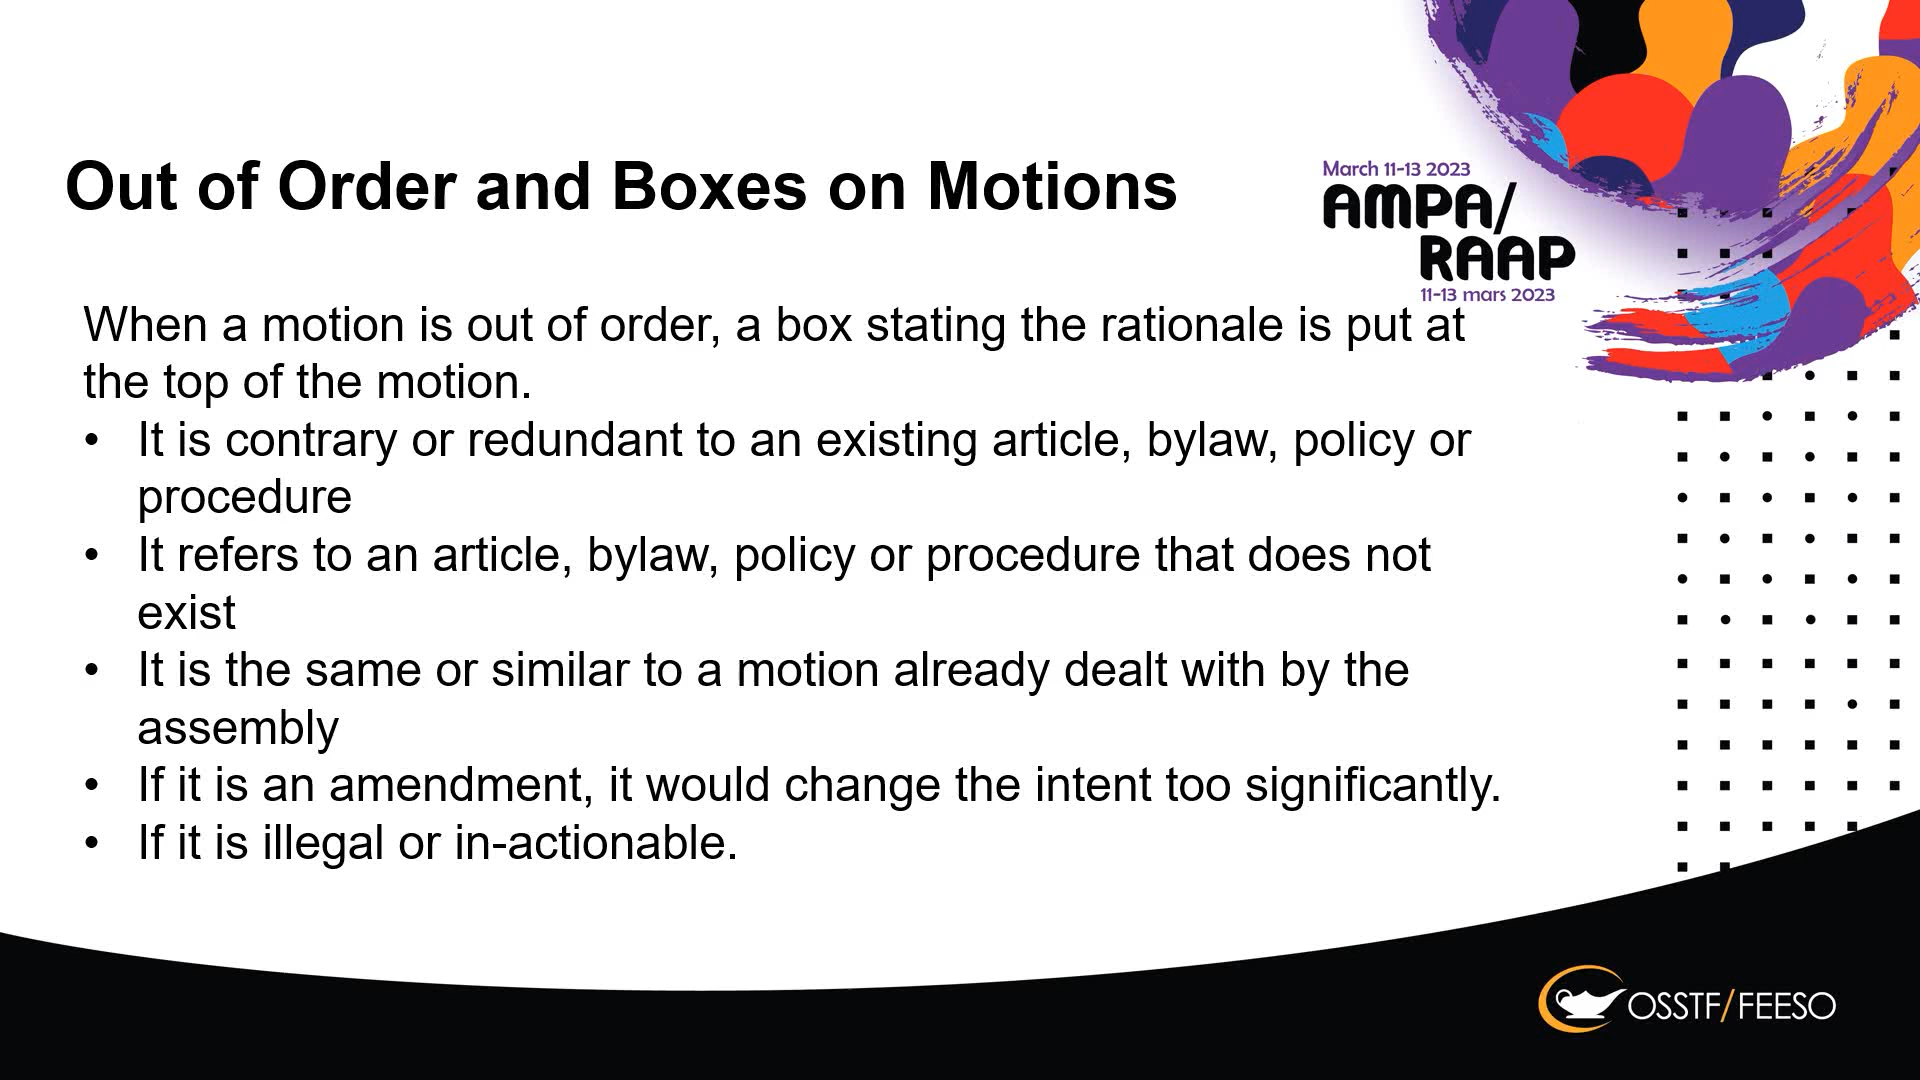 Out of Order and Boxes on Motions
March 11-13 2023
AMPA/
RAAP
11-13 mars 2023
When a motion is out of order, a box stating the rationale is put at
the top of the motion.
• It is contrary or redundant to an existing article, bylaw, policy or
procedure
• It refers to an article, bylaw, policy or procedure that does not
exist
• It is the same or similar to a motion already dealt with by the
assembly
• If it is an amendment, it would change the intent too significantly.
• If it is illegal or in-actionable.
OSSTF/FEESO